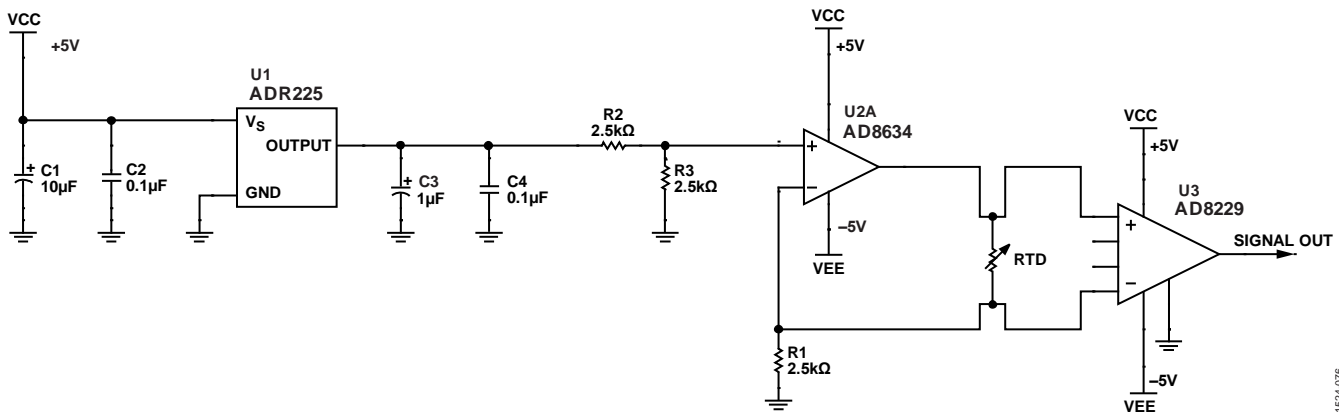 VCC
+5V
U1
ADR225
VS
OUTPUT
GND
+
C1
10µF
C2
0.1µF
+
C3
1µF
C4
0.1µF
R2
2.5kΩ
R3
2.5kΩ
VCC
+5V
U2A
AD8634
+
−
−5V
VEE
R1
2.5kΩ
RTD
VCC
+5V
U3
AD8229
+
−
SIGNAL OUT
−5V
VEE